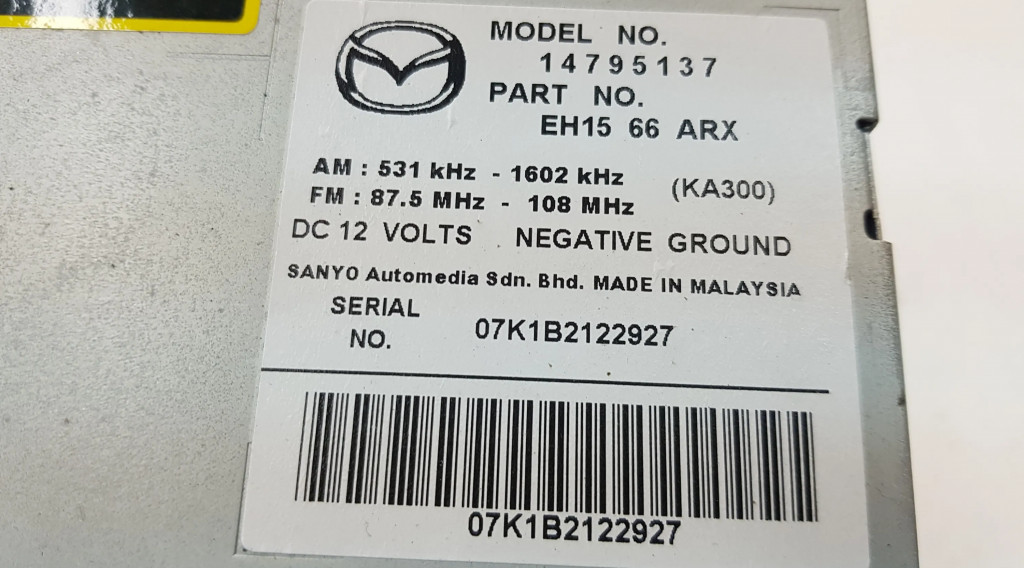 MODEL NO.
14795137
PART NO.
EH15 66 ARX
AM : 531 kHz - 1602 kHz
(KA300)
FM : 87.5 MHz - 108 MHz
DC 12 VOLTS NEGATIVE GROUND
SANYO Automedia Sdn. Bhd. MADE IN MALAYSIA
SERIAL
NO.
07K1B2122927
07K1B2122927